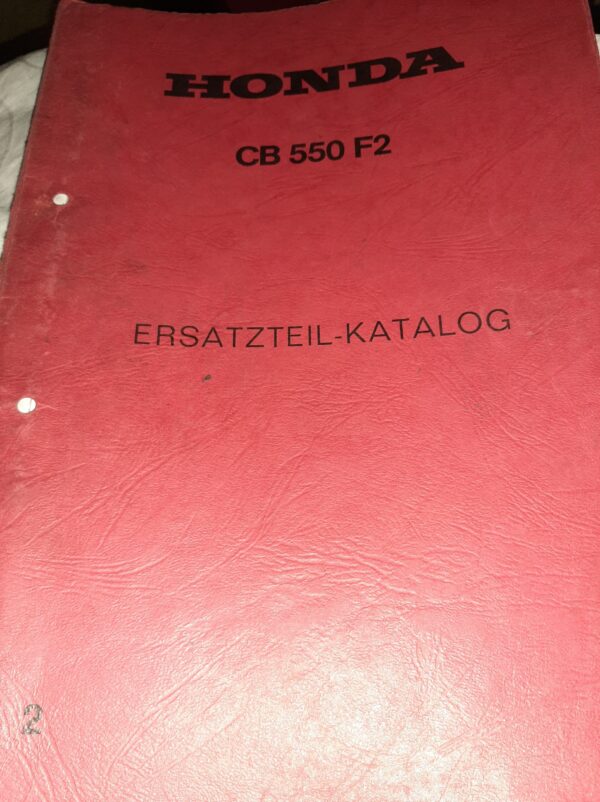 HONDA
CB 550 F2
ERSATZTEIL-KATALOG
2